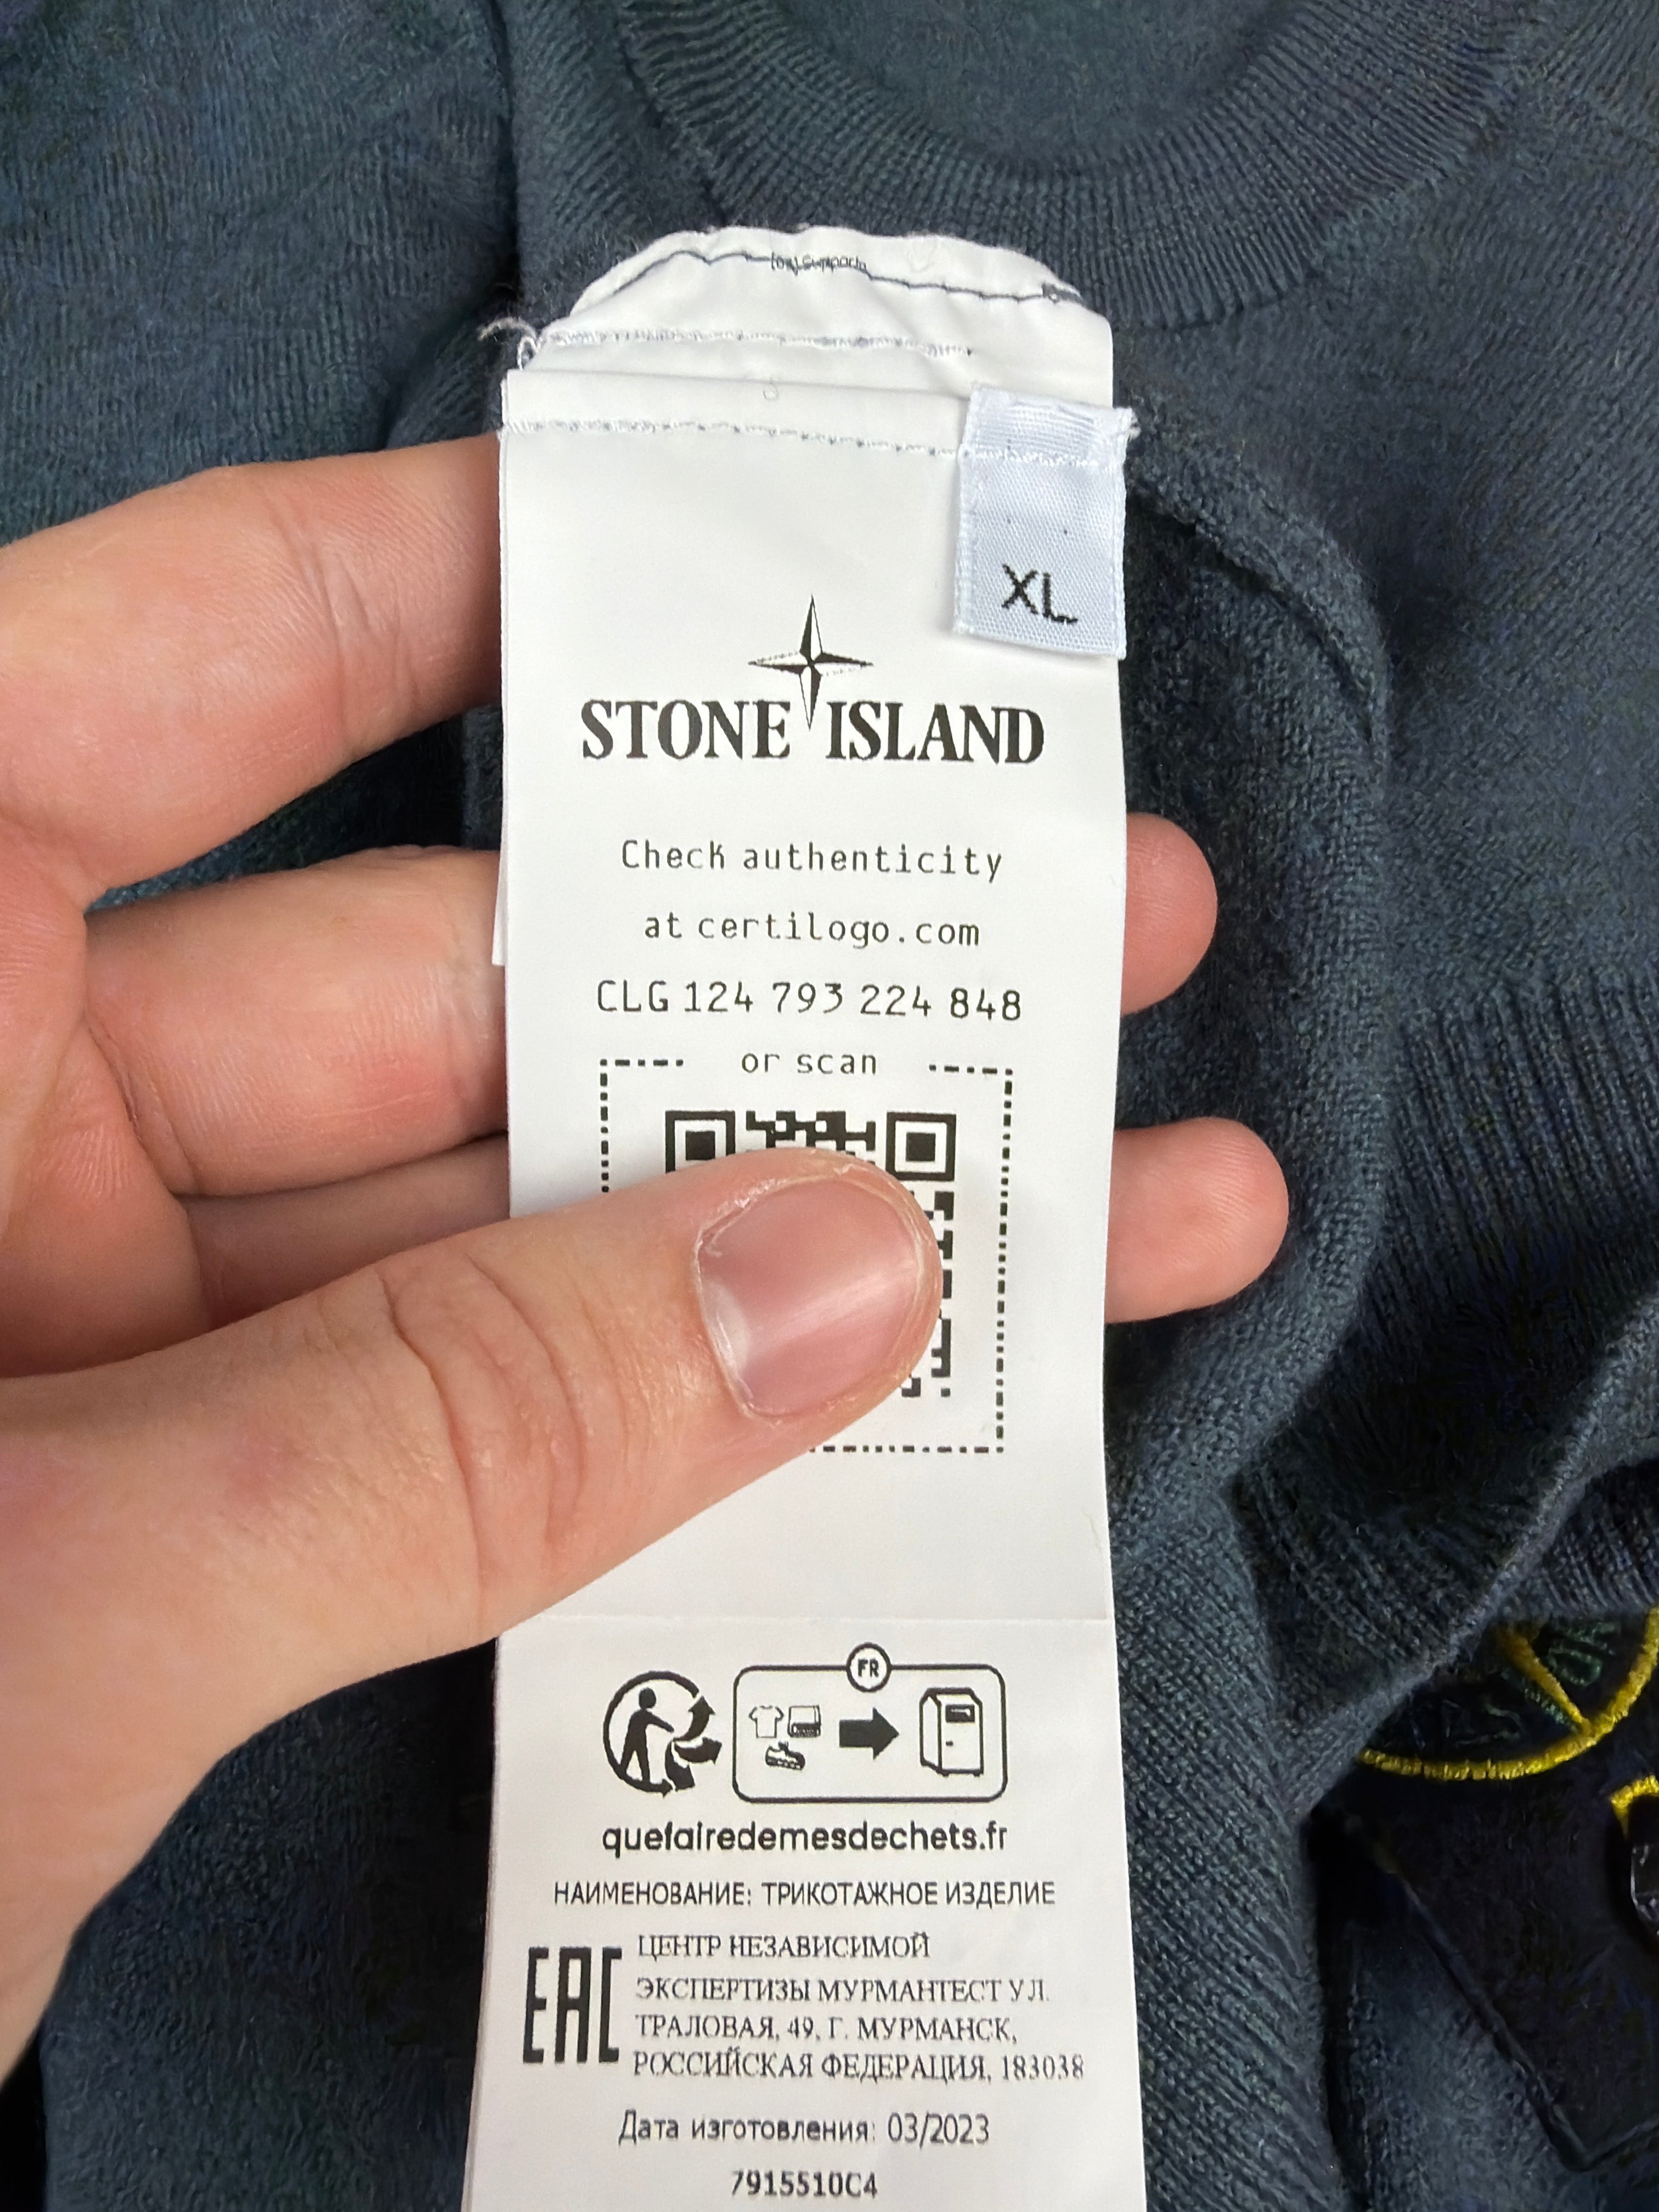 XL
STONE ISLAND
Check authenticity
at certilogo.com
CLG 124 793 224 848
or scan
FR
quefairedemesdechets.fr
НАИМЕНОВАНИЕ: ТРИКОТАЖНОЕ ИЗДЕЛИЕ
EAC
ЦЕНТР НЕЗАВИСИМОЙ
ЭКСПЕРТИЗЫ МУРМАНТЕСТ УЛ.
ТРАЛОВАЯ, 49, Г. МУРМАНСК,
РОССИЙСКАЯ ФЕДЕРАЦИЯ, 183038
Дата изготовления: 03/2023
7915510C4